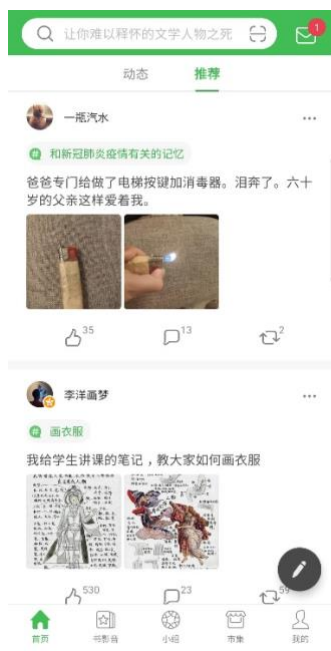 让你难以释怀的文学人物之死
1
动态
推荐
一瓶汽水
和新冠肺炎疫情有关的记忆
爸爸专门给做了电梯按键加消毒器。泪奔了。六十
岁的父亲这样爱着我。
35
13
2
李洋画梦
画衣服
我给学生讲课的笔记，教大家如何画衣服
530
23
59
首页
书影音
小组
市集
我的